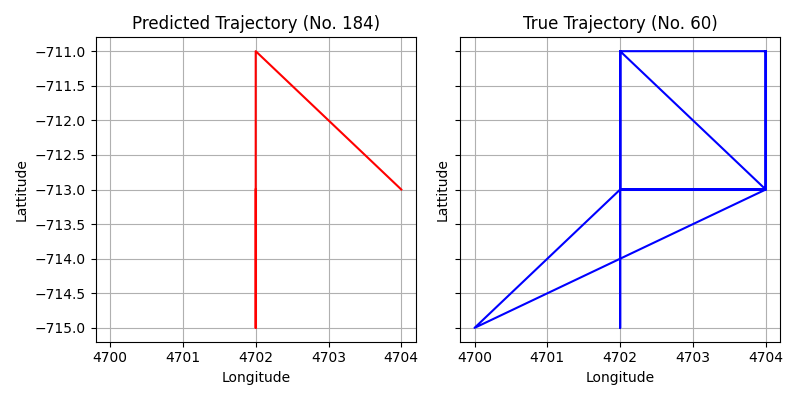 Predicted Trajectory (No. 184)
True Trajectory (No. 60)
−711.0
−711.5
−712.0
−712.5
−713.0
−713.5
−714.0
−714.5
−715.0
Lattitude
Lattitude
4700 4701 4702 4703 4704
4700 4701 4702 4703 4704
Longitude
Longitude